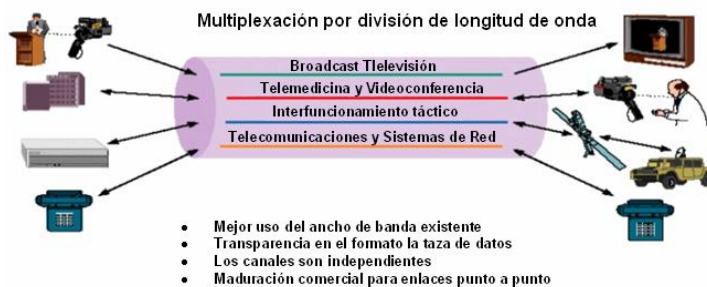 Multiplexación por división de longitud de onda
Broadcast Tlelevisión
Telemedicina y Videoconferencia
Interfuncionamiento táctico
Telecomunicaciones y Sistemas de Red
• Mejor uso del ancho de banda existente
• Transparencia en el formato la taza de datos
• Los canales son independientes
• Maduración comercial para enlaces punto a punto